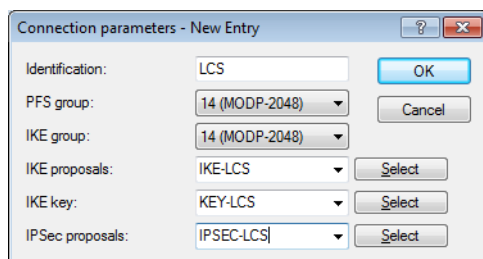 Connection parameters - New Entry
Identification: LCS OK
PFS group: 14 (MODP-2048) Cancel
IKE group: 14 (MODP-2048)
IKE proposals: IKE-LCS Select
IKE key: KEY-LCS Select
IPSec proposals: IPSEC-LCS Select